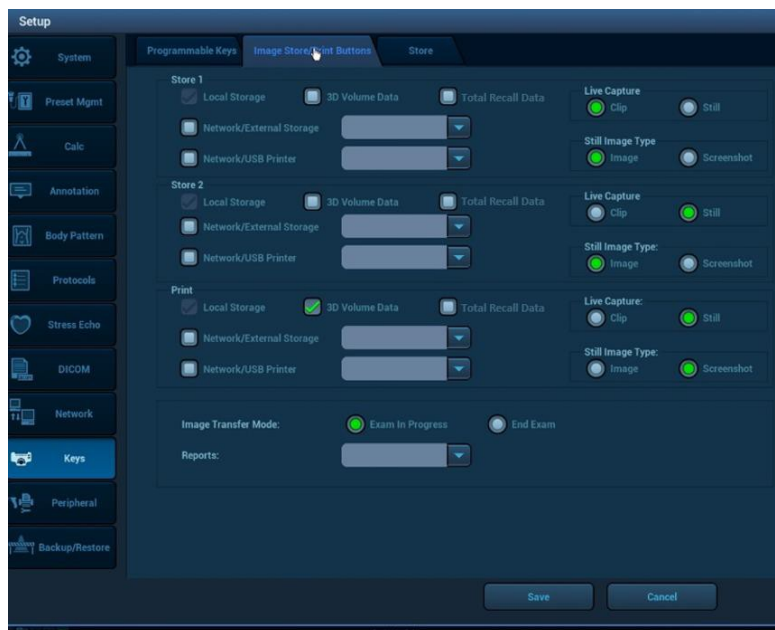 Setup
System
Preset Mgmt
Calc
Annotation
Body Pattern
Protocols
Stress Echo
DICOM
Network
Keys
Peripheral
Backup/Restore
Programmable Keys Image Store/Print Buttons Store
Store 1
Local Storage 3D Volume Data Total Recall Data
Network/External Storage
Network/USB Printer
Live Capture
Clip Still
Still Image Type
Image Screenshot
Store 2
Local Storage 3D Volume Data Total Recall Data
Network/External Storage
Network/USB Printer
Live Capture
Clip Still
Still Image Type:
Image Screenshot
Print
Local Storage 3D Volume Data Total Recall Data
Network/External Storage
Network/USB Printer
Live Capture:
Clip Still
Still Image Type:
Image Screenshot
Image Transfer Mode: Exam In Progress End Exam
Reports:
Save Cancel